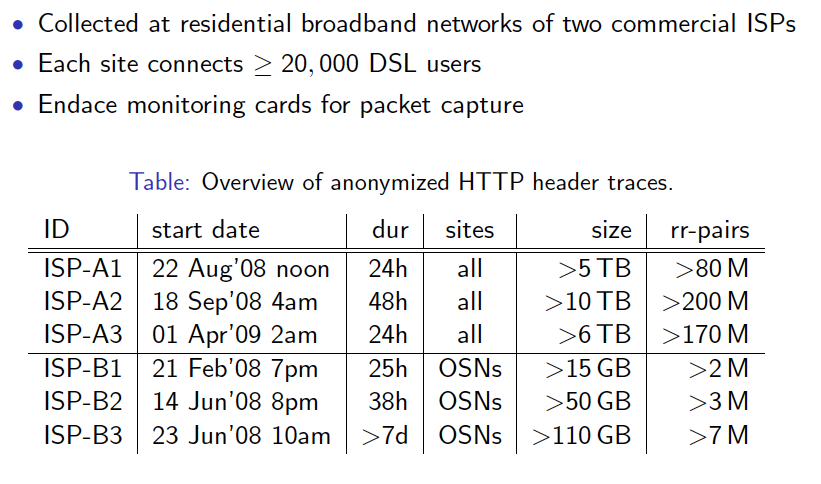 Collected at residential broadband networks of two commercial ISPs
Each site connects ≥ 20,000 DSL users
Endace monitoring cards for packet capture
Table: Overview of anonymized HTTP header traces.
ID start date dur sites size rr-pairs
ISP-A1 22 Aug'08 noon 24h all >5 TB >80 M
ISP-A2 18 Sep'08 4am 48h all >10 TB >200 M
ISP-A3 01 Apr'09 2am 24h all >6 TB >170 M
ISP-B1 21 Feb'08 7pm 25h OSNs >15 GB >2 M
ISP-B2 14 Jun'08 8pm 38h OSNs >50 GB >3 M
ISP-B3 23 Jun'08 10am >7d OSNs >110 GB >7 M